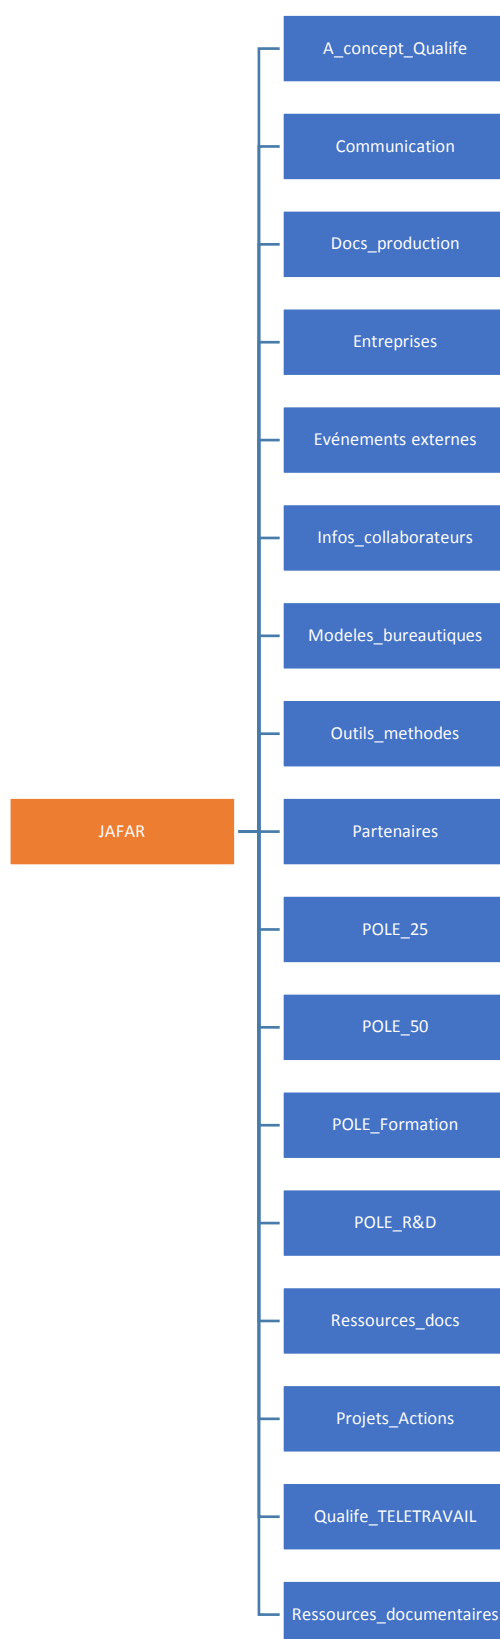 A_concept_Qualife
Communication
Docs_production
Entreprises
Evénements externes
Infos_collaborateurs
Modeles_bureautiques
Outils_methodes
JAFAR
Partenaires
POLE_25
POLE_50
POLE_Formation
POLE_R&D
Ressources_docs
Projets_Actions
Qualife_TELETRAVAIL
Ressources_documentaires